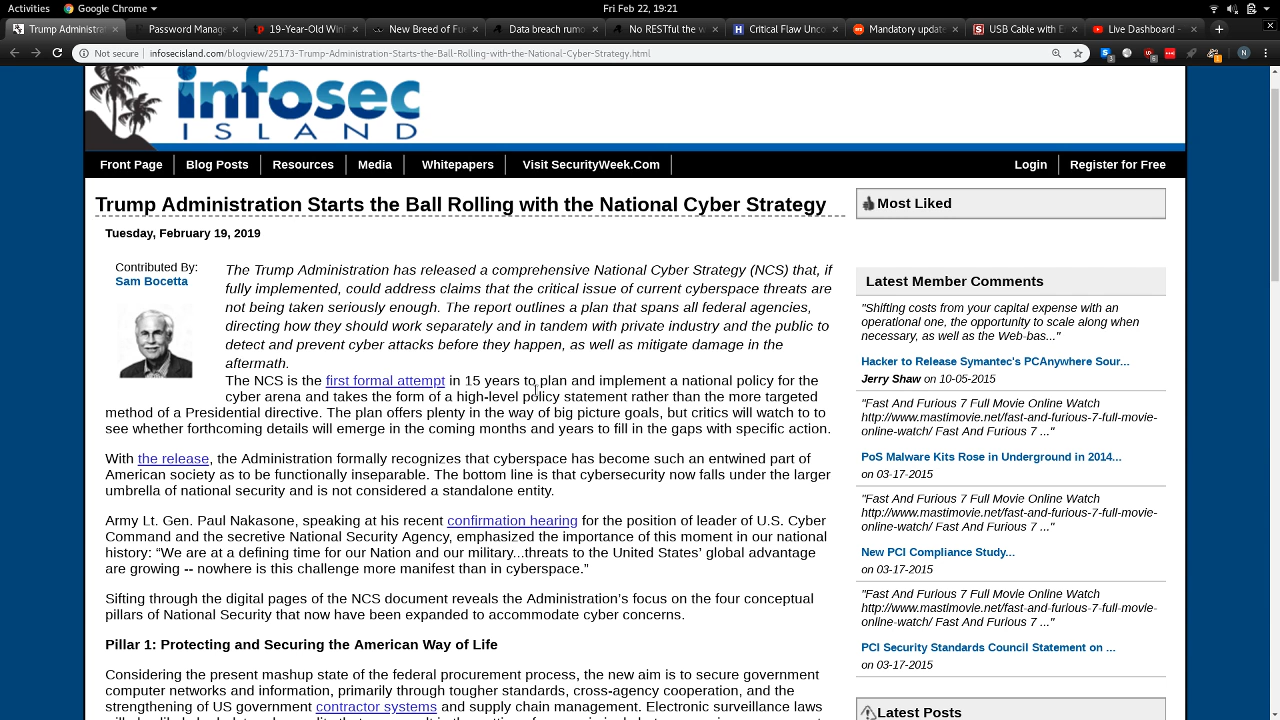 Activities Google Chrome Fri Feb 22, 19:21
Trump Administ Password Manage 19-Year-Old Win New Breed of Fu Data breach rumo No RESTful the w Critical Flaw Unco Mandatory update USB Cable with E Live Dashboard -
Not secure infosecisland.com/blogview/25173-Trump-Administration-Starts-the-Ball-Rolling-with-the-National-Cyber-Strategy.html
infosec
ISLAND
Front Page Blog Posts Resources Media Whitepapers Visit SecurityWeek.Com Login Register for Free
Trump Administration Starts the Ball Rolling with the National Cyber Strategy
Tuesday, February 19, 2019
Contributed By:
Sam Bocetta
The Trump Administration has released a comprehensive National Cyber Strategy (NCS) that, if
fully implemented, could address claims that the critical issue of current cyberspace threats are
not being taken seriously enough. The report outlines a plan that spans all federal agencies,
directing how they should work separately and in tandem with private industry and the public to
detect and prevent cyber attacks before they happen, as well as mitigate damage in the
aftermath.
The NCS is the first formal attempt in 15 years to plan and implement a national policy for the
cyber arena and takes the form of a high-level policy statement rather than the more targeted
method of a Presidential directive. The plan offers plenty in the way of big picture goals, but critics will watch to to
see whether forthcoming details will emerge in the coming months and years to fill in the gaps with specific action.
With the release, the Administration formally recognizes that cyberspace has become such an entwined part of
American society as to be functionally inseparable. The bottom line is that cybersecurity now falls under the larger
umbrella of national security and is not considered a standalone entity.
Army Lt. Gen. Paul Nakasone, speaking at his recent confirmation hearing for the position of leader of U.S. Cyber
Command and the secretive National Security Agency, emphasized the importance of this moment in our national
history: “We are at a defining time for our Nation and our military...threats to the United States’ global advantage
are growing -- nowhere is this challenge more manifest than in cyberspace.”
Sifting through the digital pages of the NCS document reveals the Administration’s focus on the four conceptual
pillars of National Security that now have been expanded to accommodate cyber concerns.
Pillar 1: Protecting and Securing the American Way of Life
Considering the present mashup state of the federal procurement process, the new aim is to secure government
computer networks and information, primarily through tougher standards, cross-agency cooperation, and the
strengthening of US government contractor systems and supply chain management. Electronic surveillance laws
Most Liked
Latest Member Comments
"Shifting costs from your capital expense with an
operational one, the opportunity to scale along when
necessary, as well as the Web-bas..."
Hacker to Release Symantec's PCAnywhere Sour...
Jerry Shaw on 10-05-2015
"Fast And Furious 7 Full Movie Online Watch
http://www.mastimovie.net/fast-and-furious-7-full-movie-
online-watch/ Fast And Furious 7 ..."
PoS Malware Kits Rose in Underground in 2014...
on 03-17-2015
"Fast And Furious 7 Full Movie Online Watch
http://www.mastimovie.net/fast-and-furious-7-full-movie-
online-watch/ Fast And Furious 7 ..."
New PCI Compliance Study...
on 03-17-2015
"Fast And Furious 7 Full Movie Online Watch
http://www.mastimovie.net/fast-and-furious-7-full-movie-
online-watch/ Fast And Furious 7 ..."
PCI Security Standards Council Statement on ...
on 03-17-2015
Latest Posts